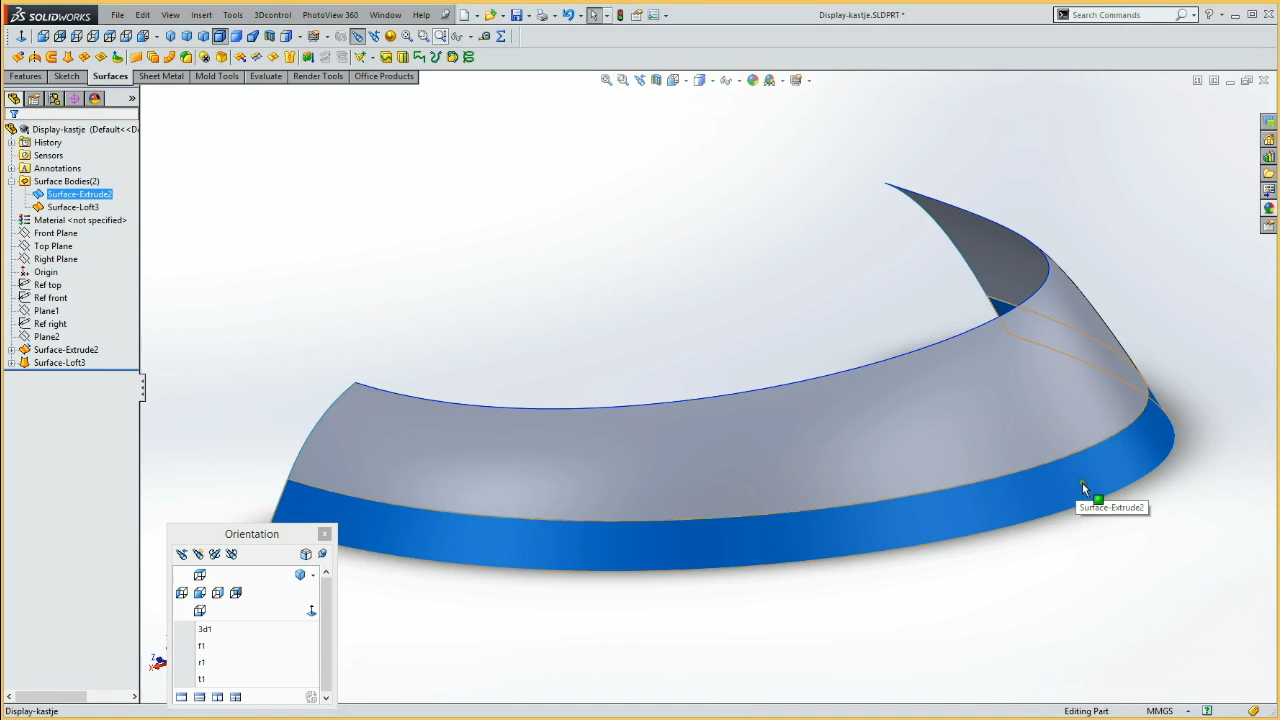 SOLIDWORKS File Edit View Insert Tools 3Dcontrol PhotoView 360 Window Help Display-kastje.SLDPRT * Search Commands
Features Sketch Surfaces Sheet Metal Mold Tools Evaluate Render Tools Office Products
Display-kastje (Default<<D
History
Sensors
Annotations
Surface Bodies(2)
Surface-Extrude2
Surface-Loft3
Material <not specified>
Front Plane
Top Plane
Right Plane
Origin
Ref top
Ref front
Plane1
Ref right
Plane2
Surface-Extrude2
Surface-Loft3
Surface-Extrude2
Orientation
3d1
f1
r1
t1
Z
X
Display-kastje Editing Part MMGS